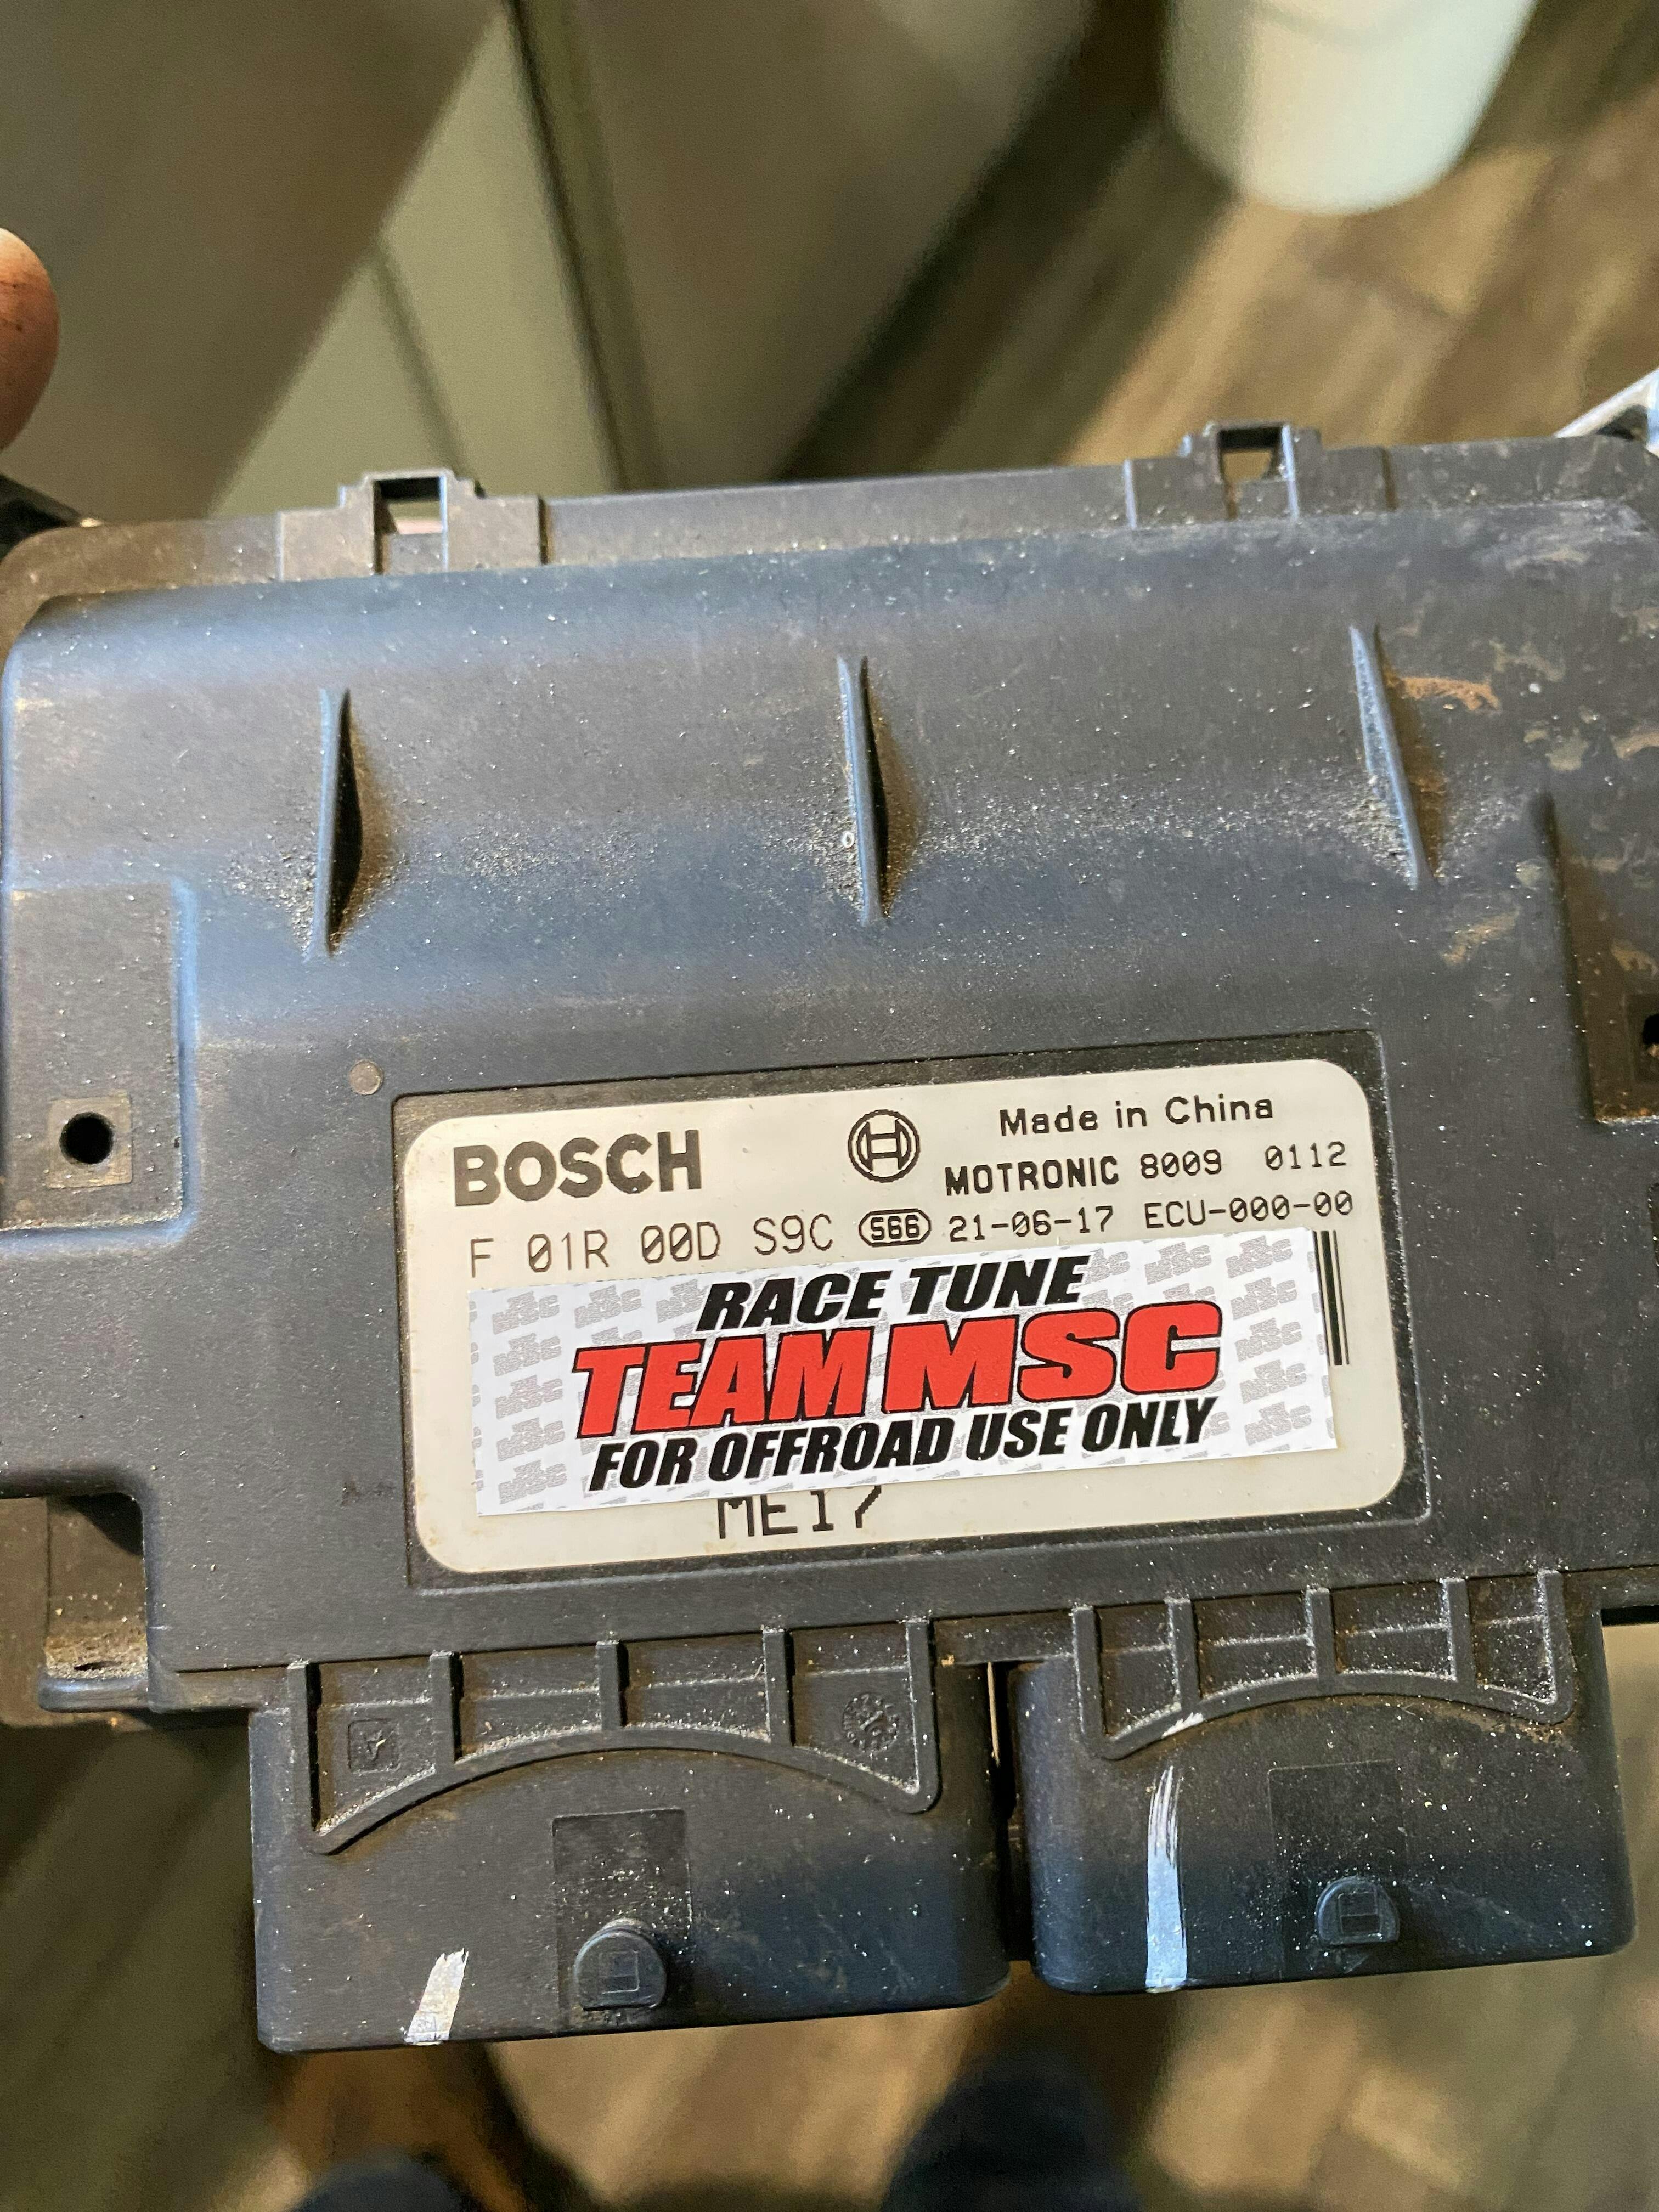 BOSCH
Made in China
MOTRONIC 8009 0112
F 01R 00D S9C 566 21-06-17 ECU-000-00
RACE TUNE
TEAM MSC
FOR OFFROAD USE ONLY
ME17